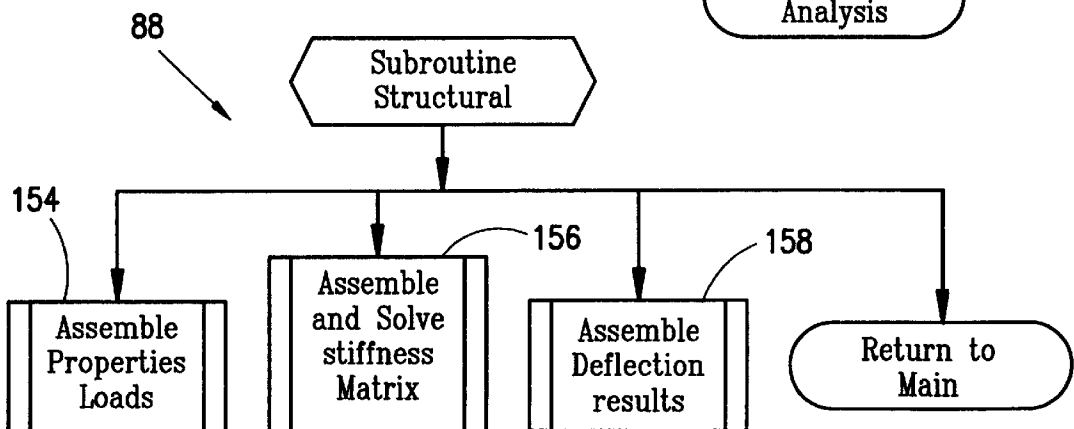 Analysis
88
Subroutine
Structural
154
156
158
Assemble
Properties
Loads
Assemble
and Solve
stiffness
Matrix
Assemble
Deflection
results
Return to
Main